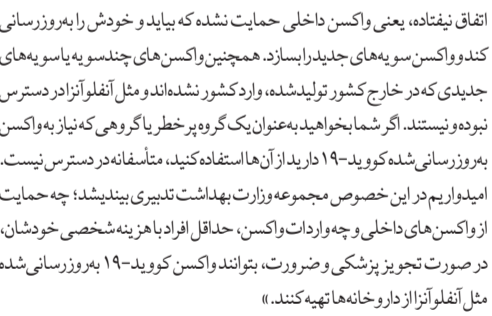 اتفاق نیفتاده، یعنی واکسن داخلی حمایت نشده که بیاید و خودش را به‌روزرسانی
کند و واکسن سویه‌های جدید را بسازد. همچنین واکسن‌های چندسویه یا سویه‌های
جدیدی که در خارج کشور تولید شده، وارد کشور نشده‌اند و مثل آنفلوآنزا در دسترس
نبوده و نیستند. اگر شما بخواهید به‌عنوان یک گروه پرخطر یا گروهی که نیاز به واکسن
به‌روزرسانی‌شده کووید-۱۹ دارید از آن‌ها استفاده کنید، متأسفانه در دسترس نیست.
امیدواریم در این خصوص مجموعه وزارت بهداشت تدبیری بیندیشد؛ چه حمایت
از واکسن‌های داخلی و چه واردات واکسن، حداقل افراد با هزینه شخصی خودشان،
در صورت تجویز پزشکی و ضرورت، بتوانند واکسن کووید-۱۹ به‌روزرسانی‌شده
مثل آنفلوآنزا از داروخانه‌ها تهیه کنند.»